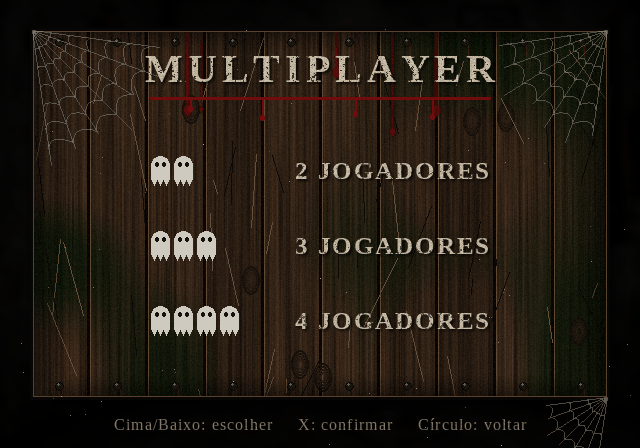 MULTIPLAYER
2 JOGADORES
3 JOGADORES
4 JOGADORES
Cima/Baixo: escolher X: confirmar Círculo: voltar